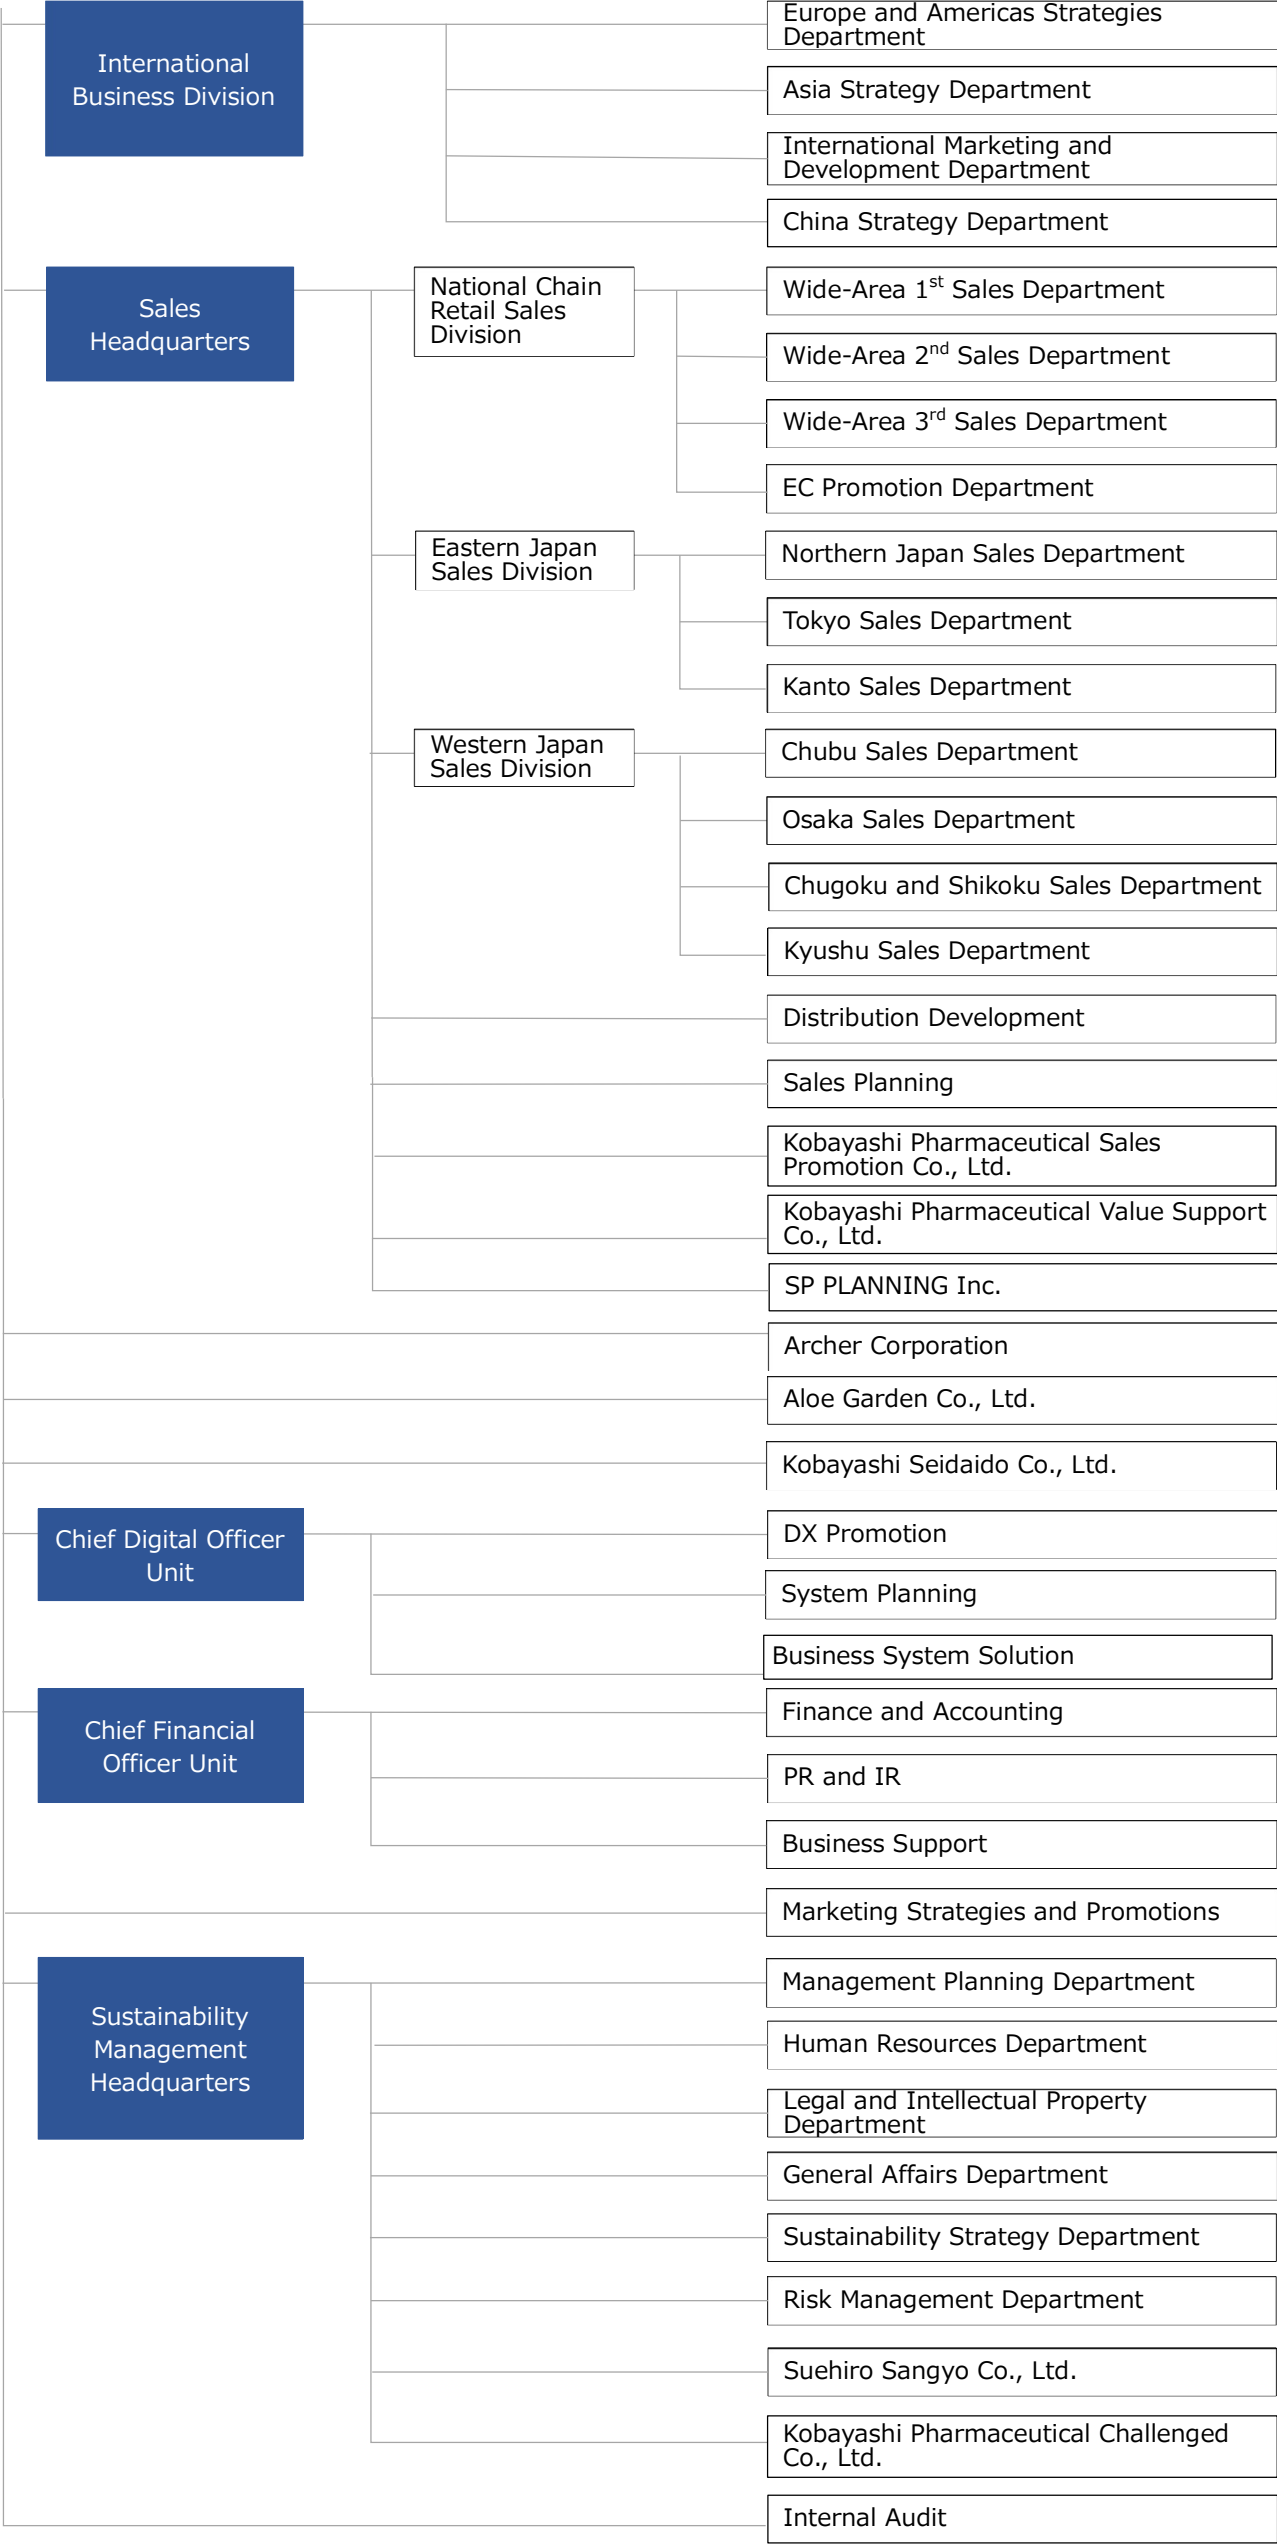 International
Business Division
Europe and Americas Strategies
Department
Asia Strategy Department
International Marketing and
Development Department
China Strategy Department
Sales
Headquarters
National Chain
Retail Sales
Division
Wide-Area 1st Sales Department
Wide-Area 2nd Sales Department
Wide-Area 3rd Sales Department
EC Promotion Department
Eastern Japan
Sales Division
Northern Japan Sales Department
Tokyo Sales Department
Kanto Sales Department
Western Japan
Sales Division
Chubu Sales Department
Osaka Sales Department
Chugoku and Shikoku Sales Department
Kyushu Sales Department
Distribution Development
Sales Planning
Kobayashi Pharmaceutical Sales
Promotion Co., Ltd.
Kobayashi Pharmaceutical Value Support
Co., Ltd.
SP PLANNING Inc.
Archer Corporation
Aloe Garden Co., Ltd.
Kobayashi Seidaido Co., Ltd.
Chief Digital Officer
Unit
DX Promotion
System Planning
Business System Solution
Chief Financial
Officer Unit
Finance and Accounting
PR and IR
Business Support
Marketing Strategies and Promotions
Sustainability
Management
Headquarters
Management Planning Department
Human Resources Department
Legal and Intellectual Property
Department
General Affairs Department
Sustainability Strategy Department
Risk Management Department
Suehiro Sangyo Co., Ltd.
Kobayashi Pharmaceutical Challenged
Co., Ltd.
Internal Audit